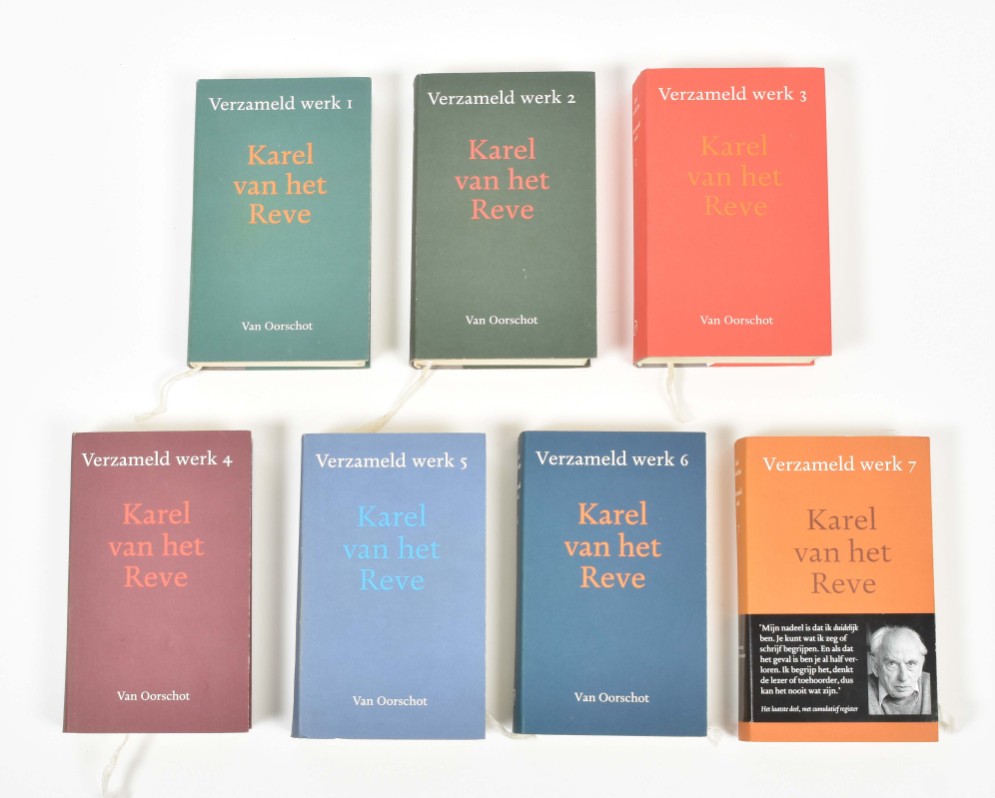 Verzameld werk 1
Karel
van het
Reve
Van Oorschot
Verzameld werk 2
Karel
van het
Reve
Van Oorschot
Verzameld werk 3
Karel
van het
Reve
Van Oorschot
Verzameld werk 4
Karel
van het
Reve
Van Oorschot
Verzameld werk 5
Karel
van het
Reve
Van Oorschot
Verzameld werk 6
Karel
van het
Reve
Van Oorschot
Verzameld werk 7
Karel
van het
Reve
'Mijn nadeel is dat ik duidelijk
ben. Je kunt wat ik zeg of
schrijf begrijpen. En als dat
het geval is ben je al half ver-
loren. Ik begrijp het, denkt
de lezer of toehoorder, dus
kan het nooit wat zijn.'
Het laatste deel, met cumulatief register